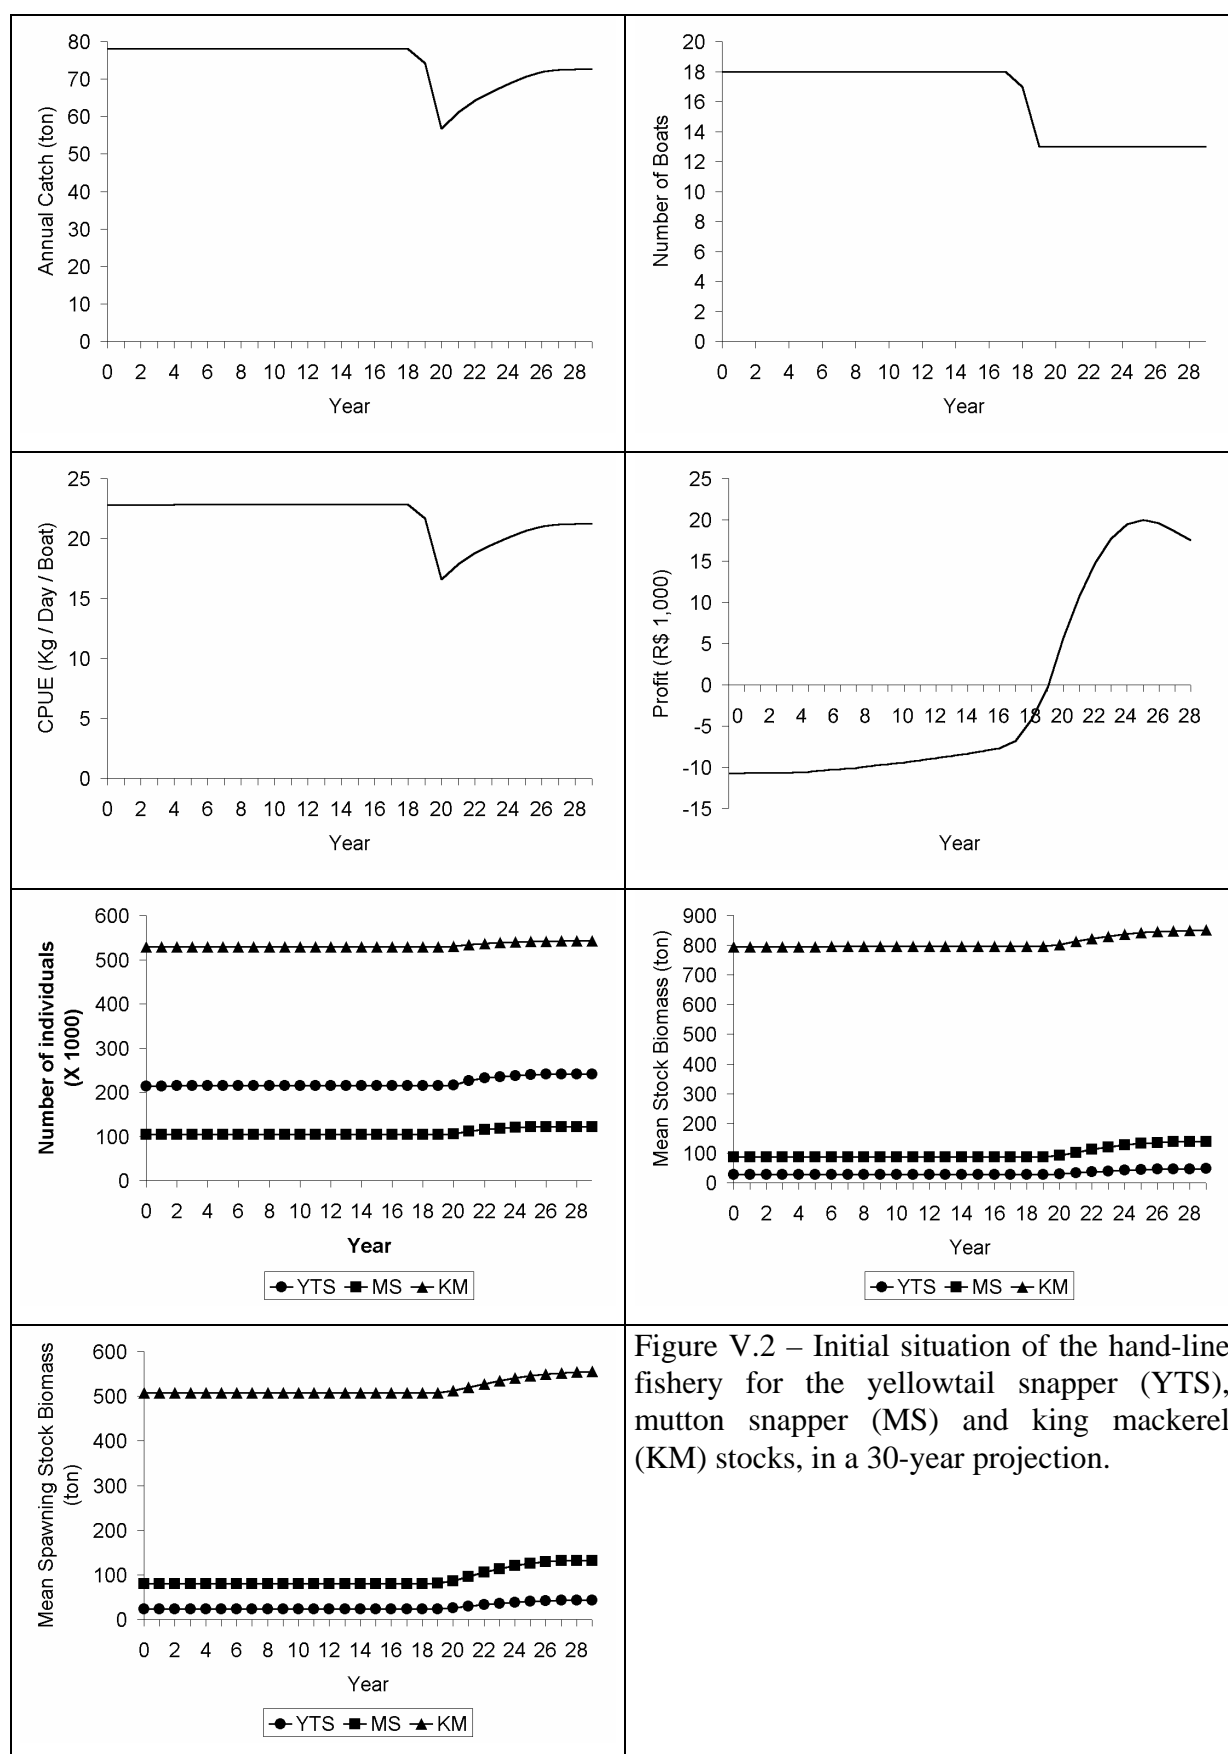 80
70
60
50
40
30
20
10
0
Annual Catch (ton)
0 2 4 6 8 10 12 14 16 18 20 22 24 26 28
Year
20
18
16
14
12
10
8
6
4
2
0
Number of Boats
0 2 4 6 8 10 12 14 16 18 20 22 24 26 28
Year
25
20
15
10
5
0
CPUE (Kg / Day / Boat)
0 2 4 6 8 10 12 14 16 18 20 22 24 26 28
Year
25
20
15
10
5
0
-5
-10
-15
Profit (R$ 1,000)
0 2 4 6 8 10 12 14 16 18 20 22 24 26 28
Year
600
500
400
300
200
100
0
Number of individuals
(X 1000)
0 2 4 6 8 10 12 14 16 18 20 22 24 26 28
Year
YTS MS KM
900
800
700
600
500
400
300
200
100
0
Mean Stock Biomass (ton)
0 2 4 6 8 10 12 14 16 18 20 22 24 26 28
Year
YTS MS KM
600
500
400
300
200
100
0
Mean Spawning Stock Biomass
(ton)
0 2 4 6 8 10 12 14 16 18 20 22 24 26 28
Year
YTS MS KM
Figure V.2 – Initial situation of the hand-line
fishery for the yellowtail snapper (YTS),
mutton snapper (MS) and king mackerel
(KM) stocks, in a 30-year projection.